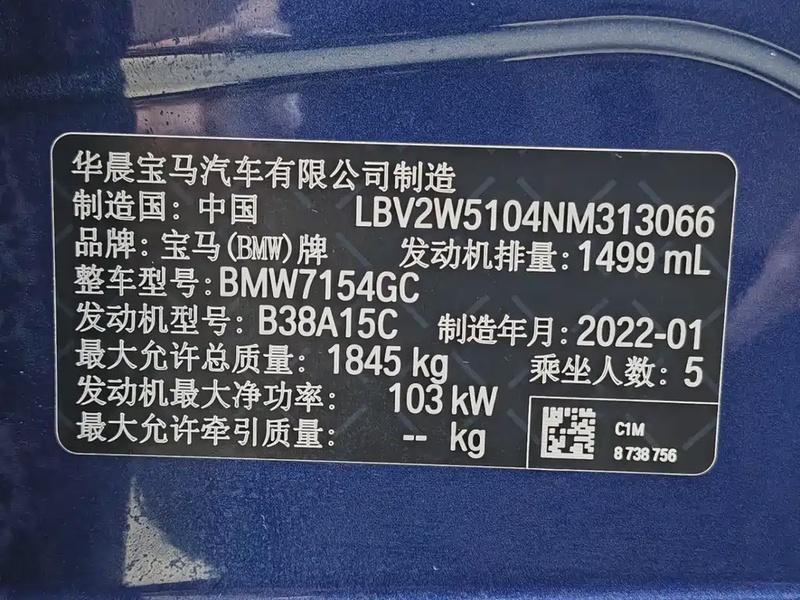 华晨宝马汽车有限公司制造
制造国：中国 LBV2W5104NM313066
品牌：宝马(BMW)牌 发动机排量：1499 mL
整车型号：BMW7154GC
发动机型号：B38A15C 制造年月：2022-01
最大允许总质量：1845 kg 乘坐人数：5
发动机最大净功率：103 kW
最大允许牵引质量：-- kg
C1M
8 738 756